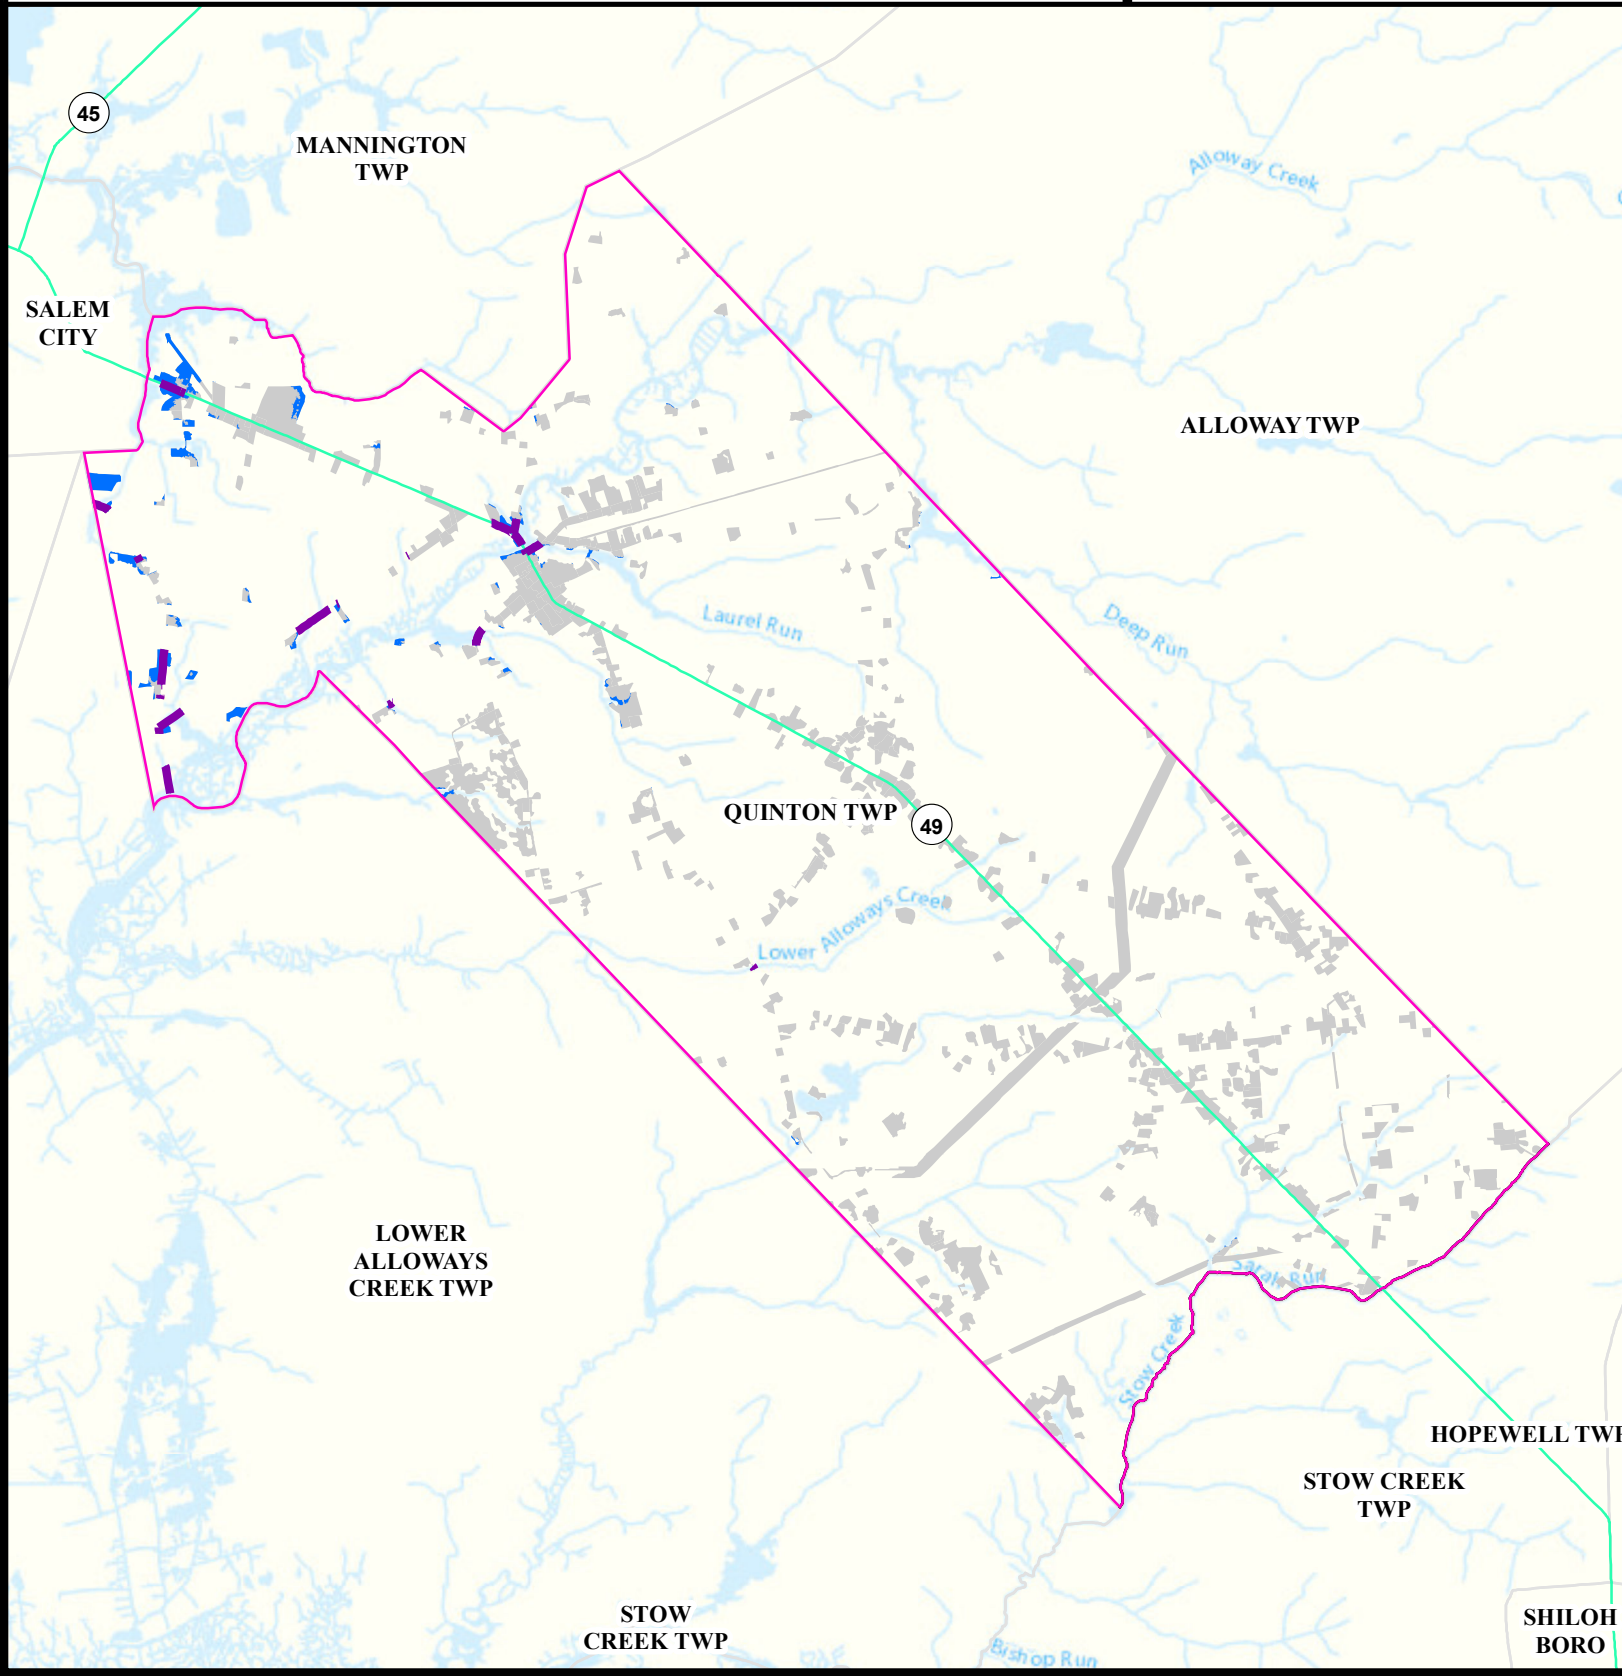 45
MANNINGTON
TWP
Alloway Creek
SALEM
CITY
ALLOWAY TWP
Laurel Run
Deep Run
QUINTON TWP
49
Lower Alloways Creek
LOWER
ALLOWAYS
CREEK TWP
Sarah Run
Stow Creek
HOPEWELL TWP
STOW CREEK
TWP
STOW
CREEK TWP
SHILOH
BORO
Bishop Run